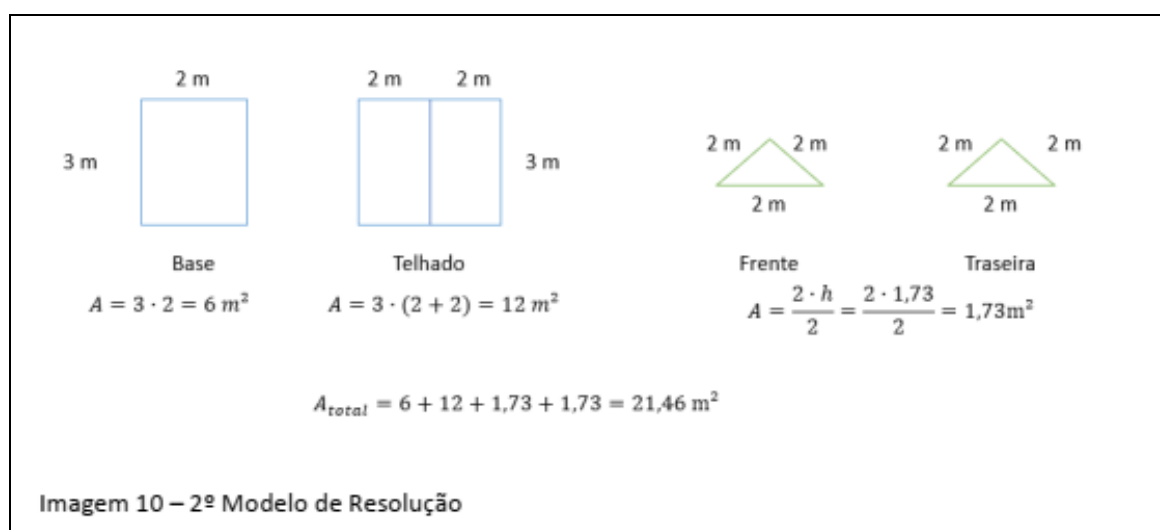 2 m 2 m 2 m
3 m 3 m 2 m 2 m 2 m 2 m
2 m 2 m
Base Telhado Frente Traseira
A = 3 · 2 = 6 m² A = 3 · (2 + 2) = 12 m² A = 2 · h / 2 = 2 · 1,73 / 2 = 1,73m²
A_total = 6 + 12 + 1,73 + 1,73 = 21,46 m²
Imagem 10 – 2º Modelo de Resolução